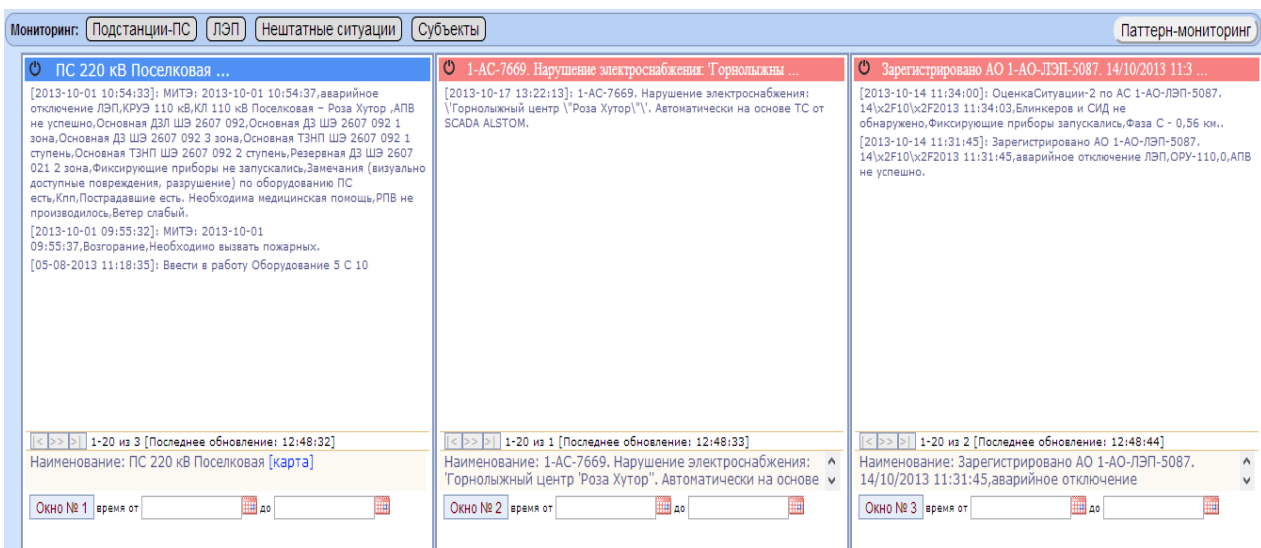 Мониторинг: Подстанции-ПС ЛЭП Нештатные ситуации Субъекты Паттерн-мониторинг
ПС 220 кВ Поселковая ...
[2013-10-01 10:54:33]: МИТЭ: 2013-10-01 10:54:37,аварийное
отключение ЛЭП,КРУЭ 110 кВ,КЛ 110 кВ Поселковая – Роза Хутор ,АПВ
не успешно,Основная ДЗЛ ШЭ 2607 092,Основная ДЗ ШЭ 2607 092 1
зона,Основная ДЗ ШЭ 2607 092 3 зона,Основная ТЗНП ШЭ 2607 092 1
ступень,Основная ТЗНП ШЭ 2607 092 2 ступень,Резервная ДЗ ШЭ 2607
021 2 зона,Фиксирующие приборы не запускались,Замечания (визуально
доступные повреждения, разрушение) по оборудованию ПС
есть,Кпп,Пострадавшие есть. Необходима медицинская помощь,РПВ не
производилось,Ветер слабый.
[2013-10-01 09:55:32]: МИТЭ: 2013-10-01
09:55:37,Возгорание,Необходимо вызвать пожарных.
[05-08-2013 11:18:35]: Ввести в работу Оборудование 5 С 10
|< >> >| 1-20 из 3 [Последнее обновление: 12:48:32]
Наименование: ПС 220 кВ Поселковая [карта]
Окно № 1 время от до
1-АС-7669. Нарушение электроснабжения: 'Горнолыжны ...
[2013-10-17 13:22:13]: 1-АС-7669. Нарушение электроснабжения:
\'Горнолыжный центр \"Роза Хутор\"\'. Автоматически на основе ТС от
SCADA ALSTOM.
|< >> >| 1-20 из 1 [Последнее обновление: 12:48:33]
Наименование: 1-АС-7669. Нарушение электроснабжения:
'Горнолыжный центр 'Роза Хутор''. Автоматически на основе
Окно № 2 время от до
Зарегистрировано АО 1-АО-ЛЭП-5087. 14/10/2013 11:3 ...
[2013-10-14 11:34:00]: ОценкаСитуации-2 по АС 1-АО-ЛЭП-5087.
14\x2F10\x2F2013 11:34:03,Блинкеров и СИД не
обнаружено,Фиксирующие приборы запускались,Фаза С - 0,56 км..
[2013-10-14 11:31:45]: Зарегистрировано АО 1-АО-ЛЭП-5087.
14\x2F10\x2F2013 11:31:45,аварийное отключение ЛЭП,ОРУ-110,0,АПВ
не успешно.
|< >> >| 1-20 из 2 [Последнее обновление: 12:48:44]
Наименование: Зарегистрировано АО 1-АО-ЛЭП-5087.
14/10/2013 11:31:45,аварийное отключение
Окно № 3 время от до